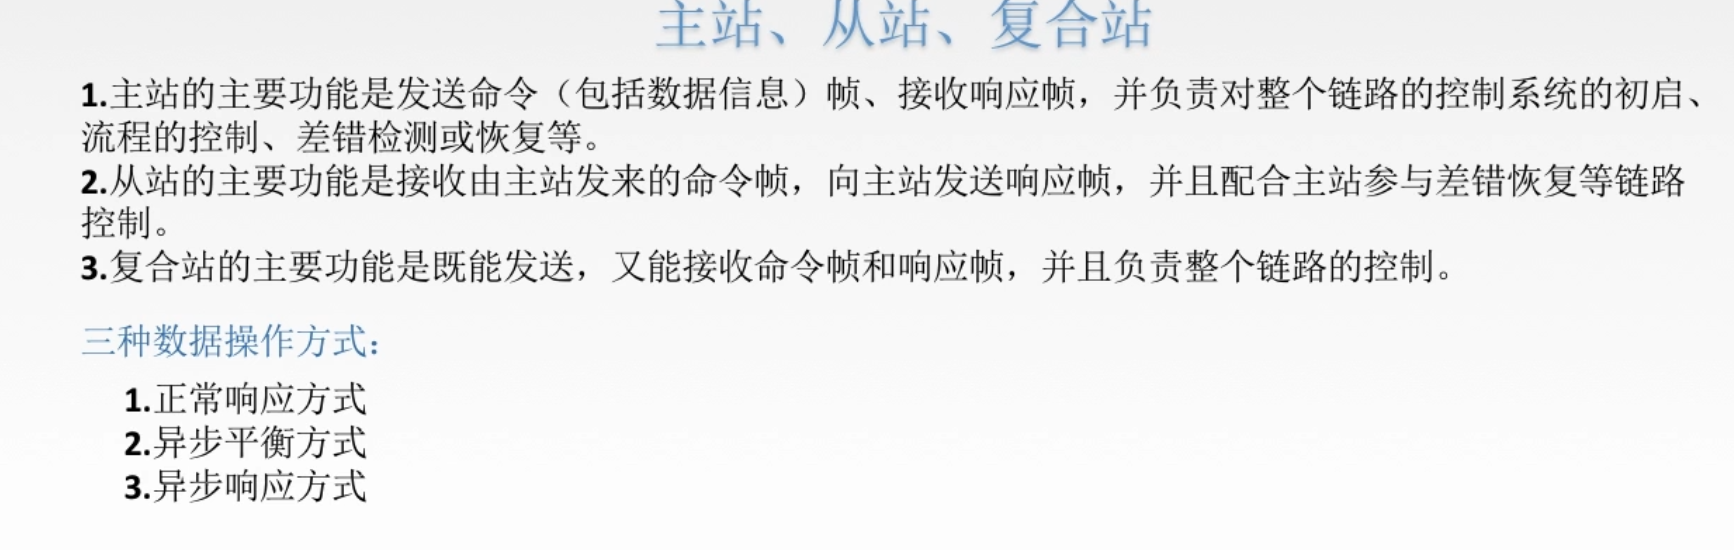 主站、从站、复合站
1.主站的主要功能是发送命令（包括数据信息）帧、接收响应帧，并负责对整个链路的控制系统的初启、
流程的控制、差错检测或恢复等。
2.从站的主要功能是接收由主站发来的命令帧，向主站发送响应帧，并且配合主站参与差错恢复等链路
控制。
3.复合站的主要功能是既能发送，又能接收命令帧和响应帧，并且负责整个链路的控制。
三种数据操作方式：
1.正常响应方式
2.异步平衡方式
3.异步响应方式